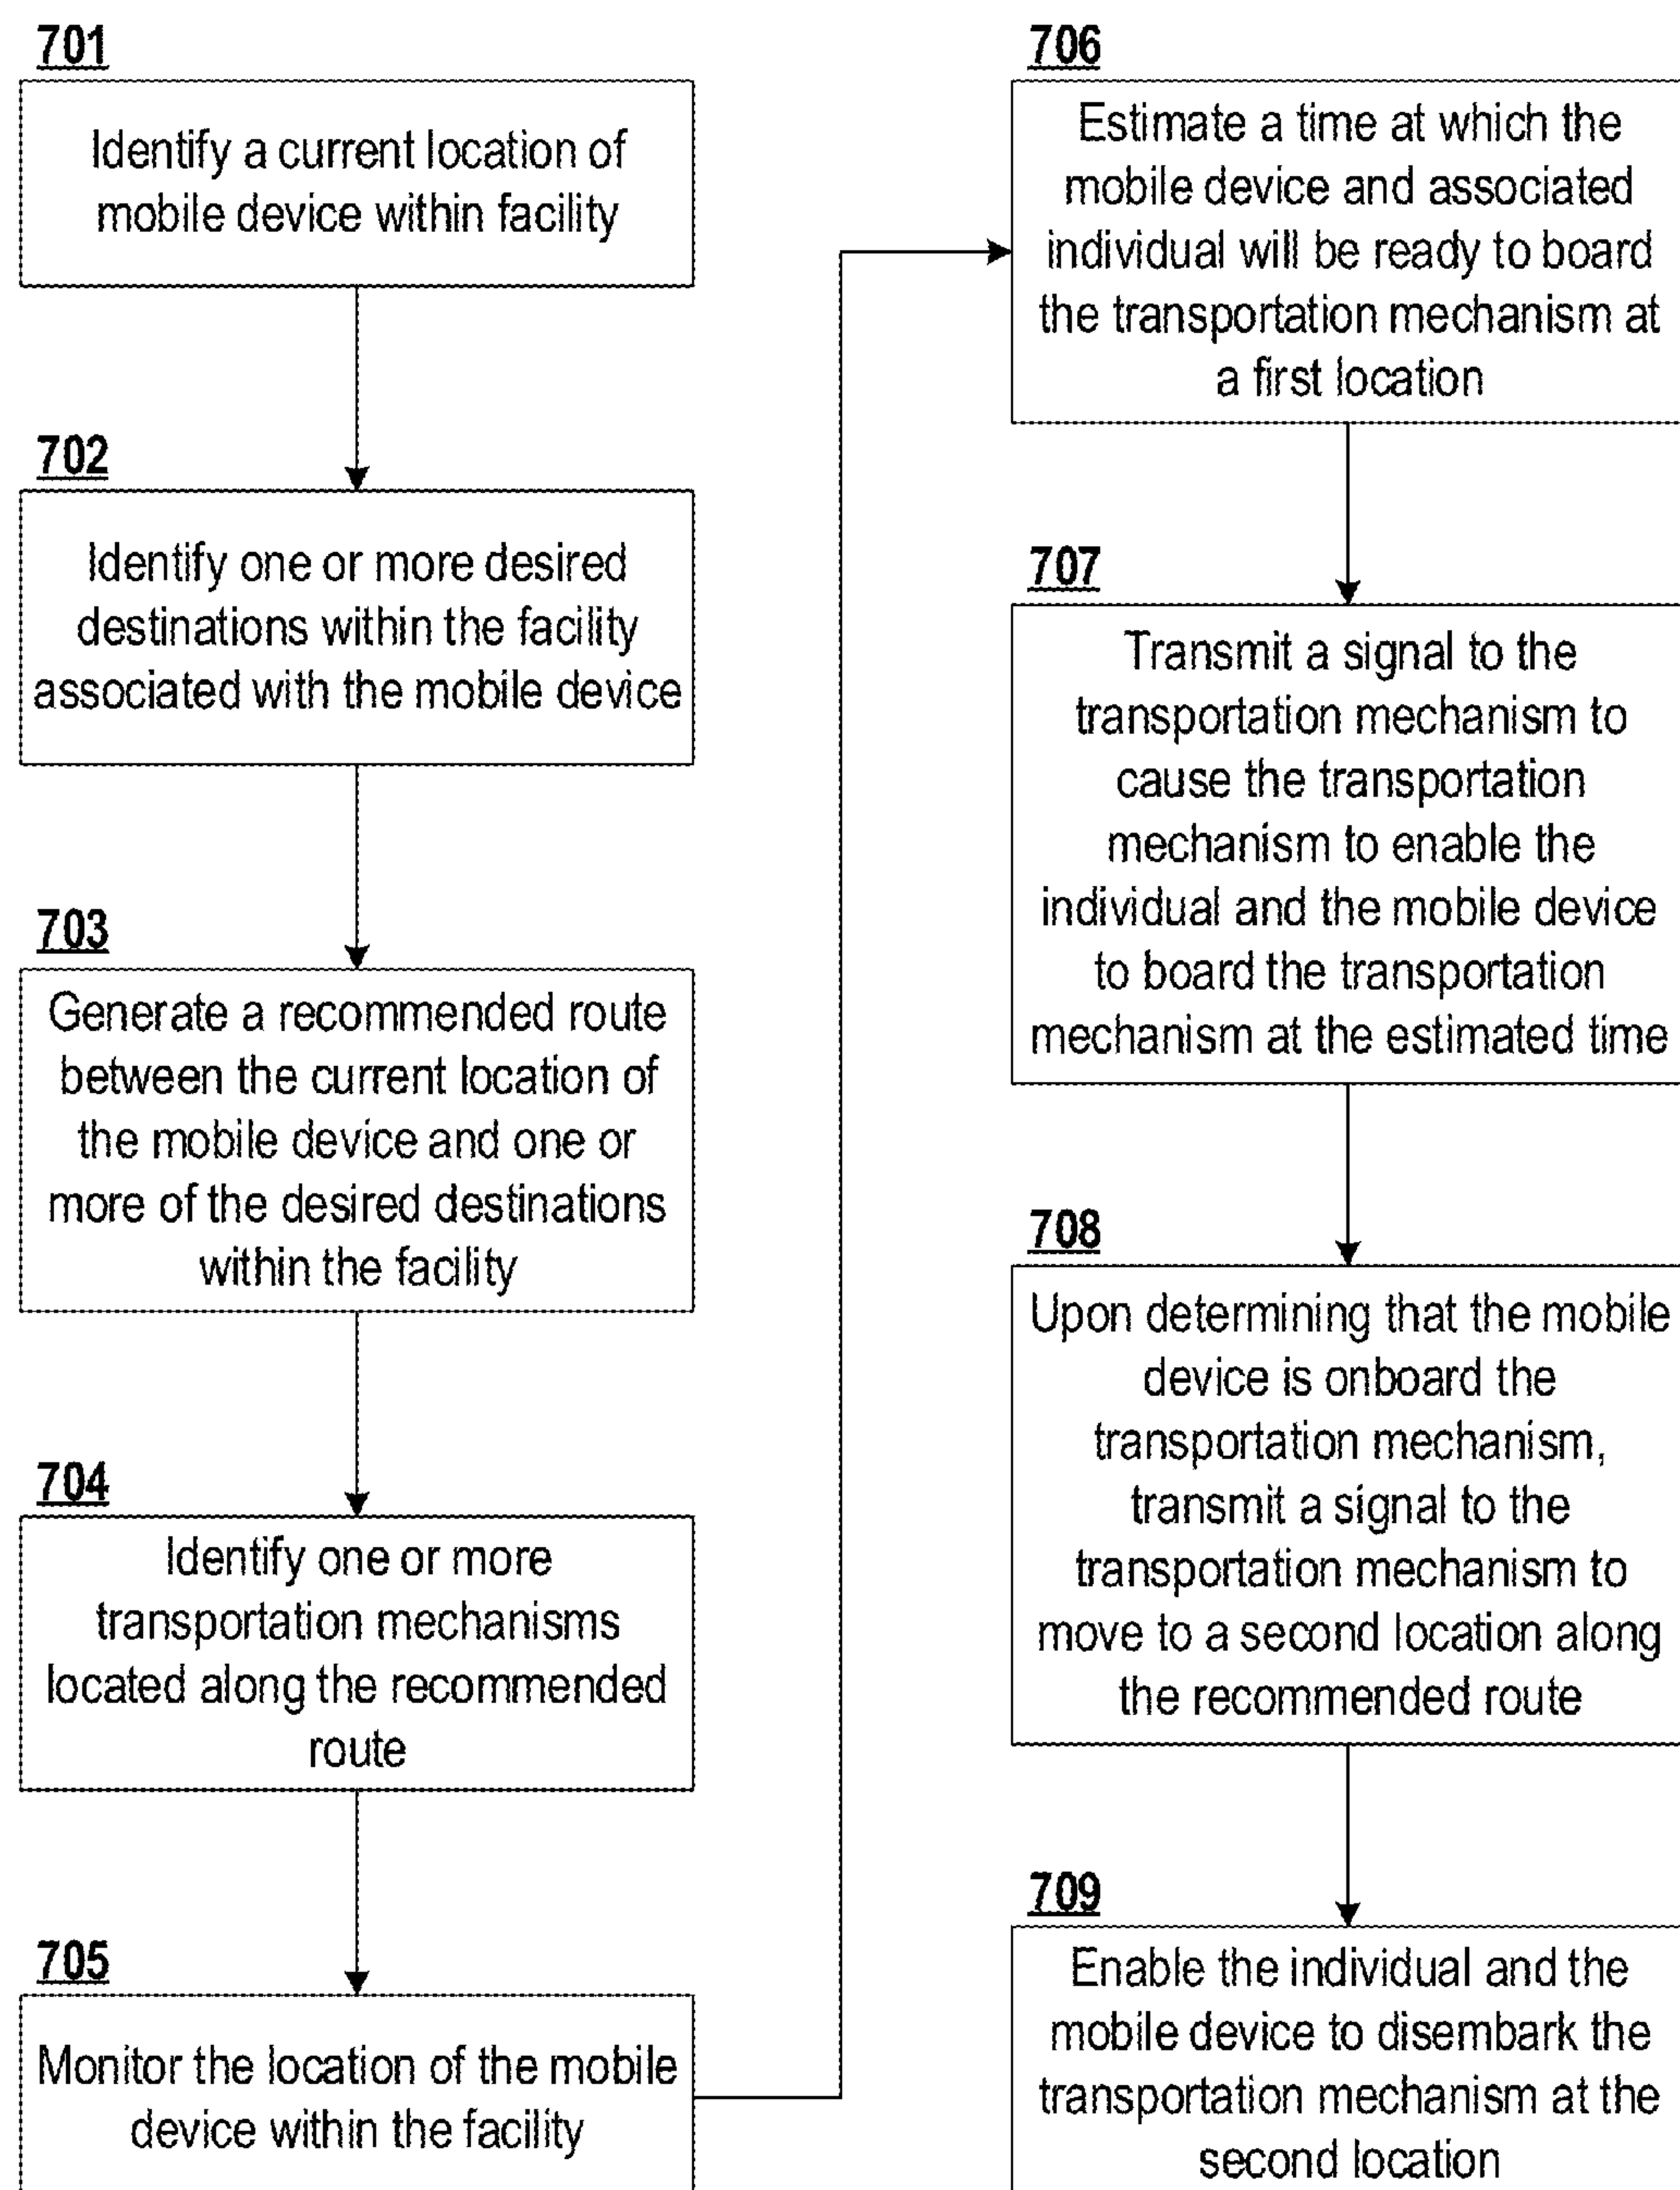 701
Identify a current location of
mobile device within facility
702
Identify one or more desired
destinations within the facility
associated with the mobile device
703
Generate a recommended route
between the current location of
the mobile device and one or
more of the desired destinations
within the facility
704
Identify one or more
transportation mechanisms
located along the recommended
route
705
Monitor the location of the mobile
device within the facility
706
Estimate a time at which the
mobile device and associated
individual will be ready to board
the transportation mechanism at
a first location
707
Transmit a signal to the
transportation mechanism to
cause the transportation
mechanism to enable the
individual and the mobile device
to board the transportation
mechanism at the estimated time
708
Upon determining that the mobile
device is onboard the
transportation mechanism,
transmit a signal to the
transportation mechanism to
move to a second location along
the recommended route
709
Enable the individual and the
mobile device to disembark the
transportation mechanism at the
second location